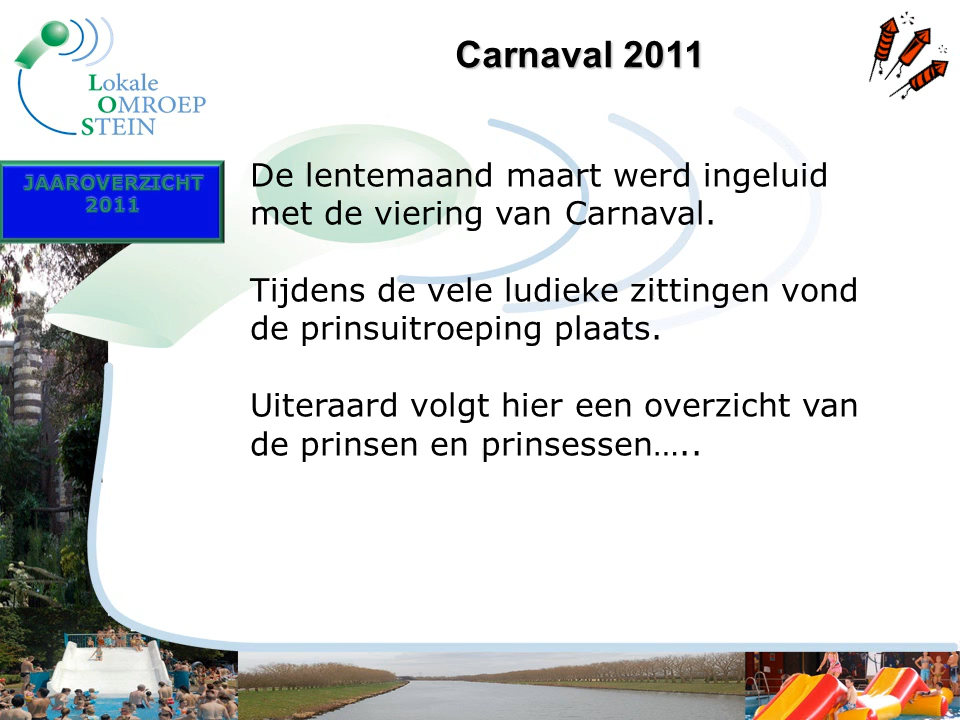 Carnaval 2011
Lokale
OMROEP
STEIN
JAAROVERZICHT
2011
De lentemaand maart werd ingeluid
met de viering van Carnaval.
Tijdens de vele ludieke zittingen vond
de prinsuitroeping plaats.
Uiteraard volgt hier een overzicht van
de prinsen en prinsessen…..